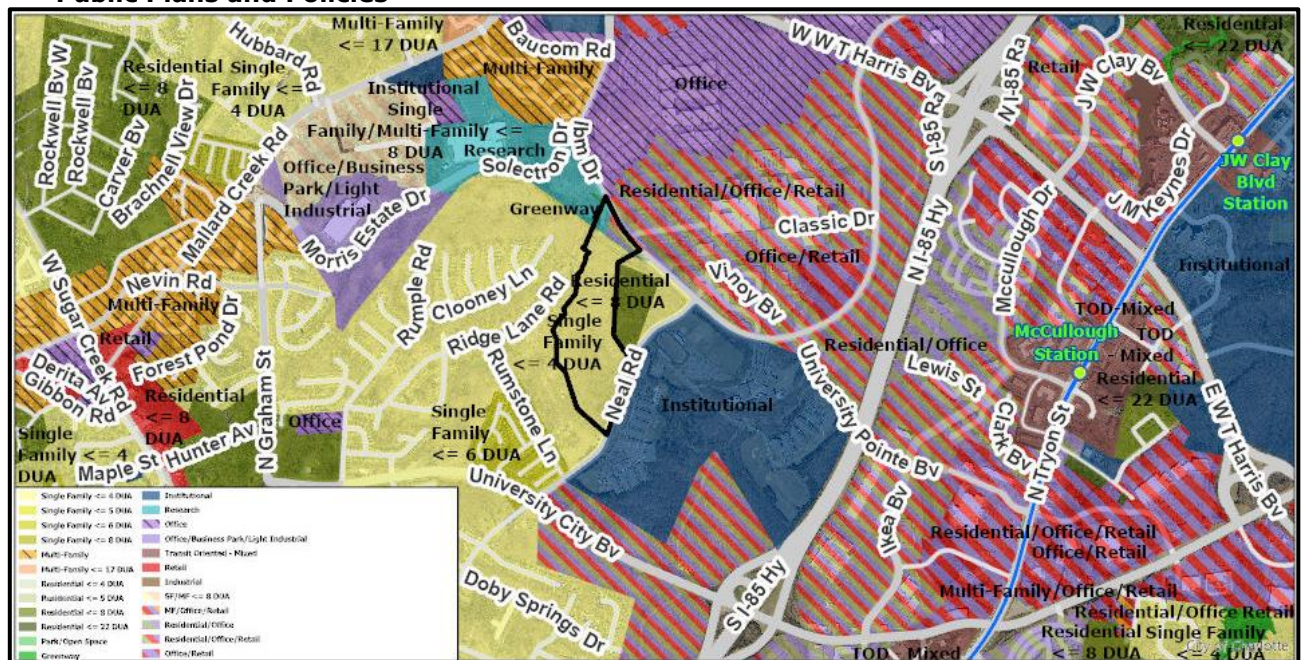 Public Plans and Policies
Hubbard Rd
Multi-Family
<= 17 DUA
Baucom Rd
Multi-Family
W W T Harris Bv
N I-85 Ra
S I-85 Ra
Retail
J W Clay Bv
Residential
<= 22 DUA
Rockwell Bv W
Rockwell Bv
Residential
<= 8
DUA
Single
Family <=
4 DUA
Carver Bv
Brachnell View Dr
Mallard Creek Rd
Institutional
Single
Family/Multi-Family <=
8 DUA
Research
Office
Solectron Dr
Ibm Dr
Office/Business
Park/Light
Industrial
Morris Estate Dr
Greenway
Residential/Office/Retail
Classic Dr
Office/Retail
N I-85 Hy
Mccullough Dr
J M Keynes Dr
JW Clay
Blvd
Station
Institutional
W Sugar Creek Rd
Nevin Rd
Multi-Family
Forest Pond Dr
N Graham St
Rumple Rd
Clooney Ln
Ridge Lane Rd
Residential
<= 8 DUA
Single
Family
<= 4 DUA
Vinoy Bv
TOD-Mixed
McCullough
Station
TOD
- Mixed
Residential/Office
Lewis St
Residential
<= 22 DUA
Retail
Derita Av
Gibbon Rd
Residential
<= 8
DUA
Office
Single
Family <= 4
DUA
Maple St
Hunter Av
Rumstone Ln
Single
Family
<= 6 DUA
Neal Rd
Institutional
University Pointe Bv
Clark Bv
N Tryon St
E W T Harris Bv
University City Bv
Ikea Bv
Residential/Office/Retail
Office/Retail
Doby Springs Dr
S I-85 Hy
Multi-Family/Office/Retail
Residential/Office Retail
Residential
<= 8 DUA
Single Family
<= 4 DUA
TOD - Mixed
City of Charlotte
Single Family <= 4 DUA
Single Family <= 5 DUA
Single Family <= 6 DUA
Single Family <= 8 DUA
Multi-Family
Multi-Family <= 17 DUA
Residential <= 4 DUA
Residential <= 5 DUA
Residential <= 8 DUA
Residential <= 22 DUA
Park/Open Space
Greenway
Institutional
Research
Office
Office/Business Park/Light Industrial
Transit Oriented - Mixed
Retail
Industrial
SF/MF <= 8 DUA
MF/Office/Retail
Residential/Office
Residential/Office/Retail
Office/Retail